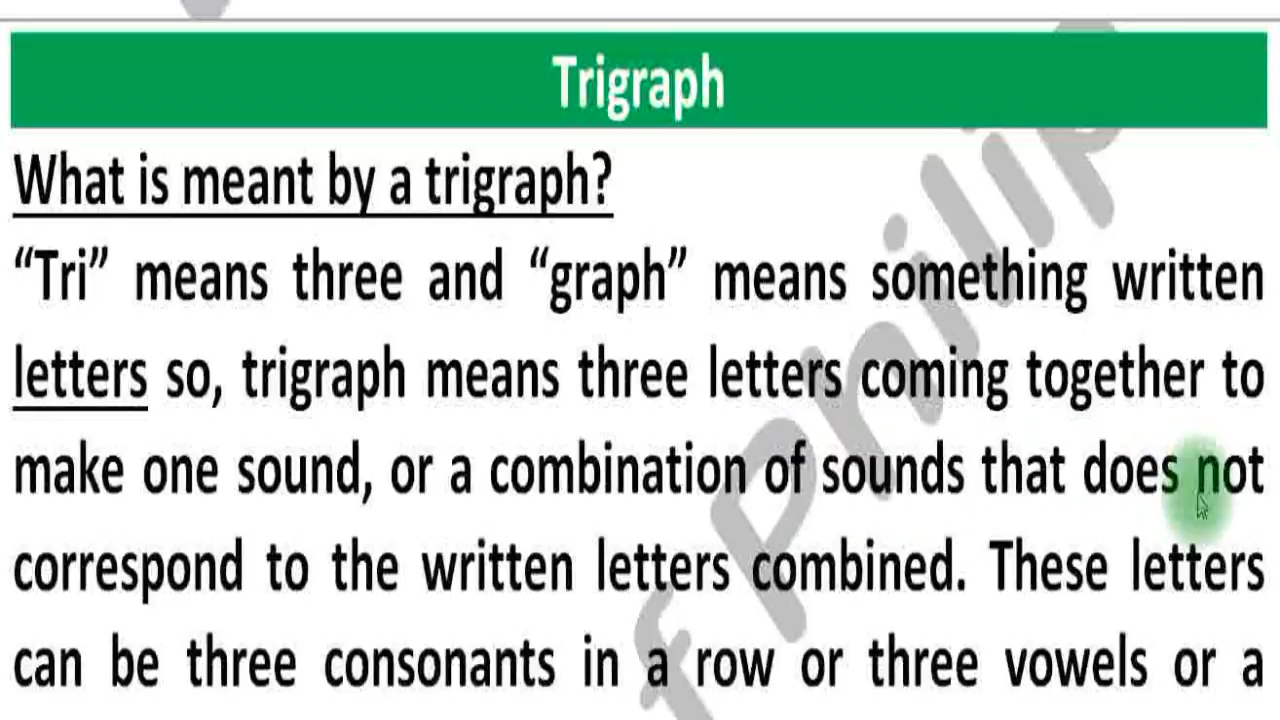 Trigraph
What is meant by a trigraph?
“Tri” means three and “graph” means something written
letters so, trigraph means three letters coming together to
make one sound, or a combination of sounds that does not
correspond to the written letters combined. These letters
can be three consonants in a row or three vowels or a
f Philip